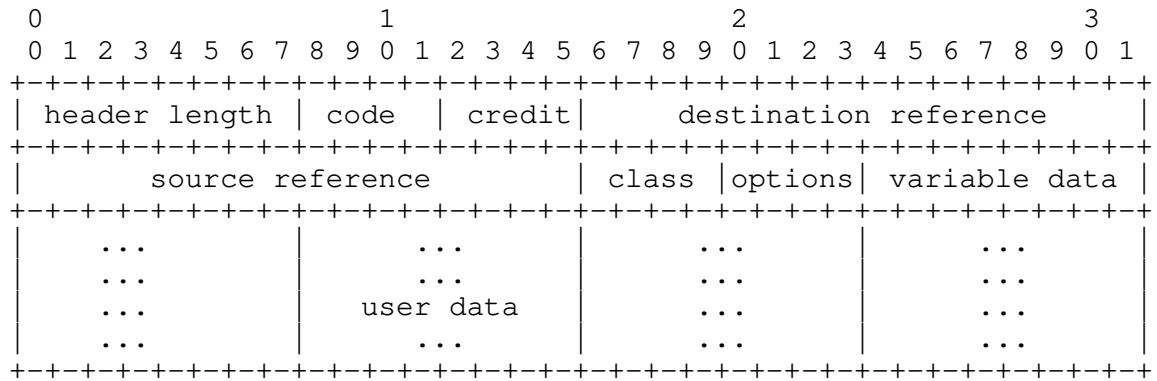 0                   1                   2                   3
 0 1 2 3 4 5 6 7 8 9 0 1 2 3 4 5 6 7 8 9 0 1 2 3 4 5 6 7 8 9 0 1
+-+-+-+-+-+-+-+-+-+-+-+-+-+-+-+-+-+-+-+-+-+-+-+-+-+-+-+-+-+-+-+-+
| header length | code  | credit|     destination reference     |
+-+-+-+-+-+-+-+-+-+-+-+-+-+-+-+-+-+-+-+-+-+-+-+-+-+-+-+-+-+-+-+-+
|       source reference        | class |options| variable data |
+-+-+-+-+-+-+-+-+-+-+-+-+-+-+-+-+-+-+-+-+-+-+-+-+-+-+-+-+-+-+-+-+
|    ...        |      ...      |      ...      |      ...      |
|    ...        |      ...      |      ...      |      ...      |
|    ...        |   user data   |      ...      |      ...      |
|    ...        |      ...      |      ...      |      ...      |
+-+-+-+-+-+-+-+-+-+-+-+-+-+-+-+-+-+-+-+-+-+-+-+-+-+-+-+-+-+-+-+-+